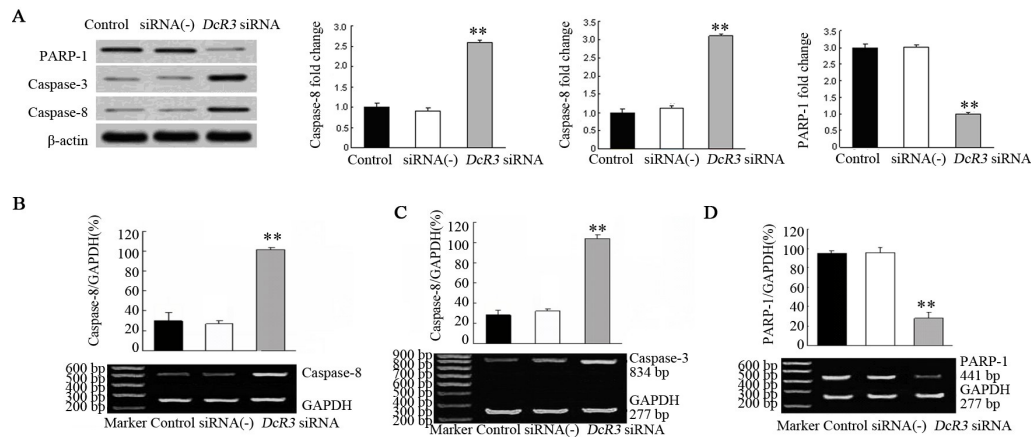 A
Control siRNA(-) DcR3 siRNA
PARP-1
Caspase-3
Caspase-8
β-actin
Caspase-8 fold change
3.0
2.5
2.0
1.5
1.0
0.5
0
**
Control siRNA(-) DcR3 siRNA
Caspase-8 fold change
3.5
3.0
2.5
2.0
1.5
1.0
0.5
0
**
Control siRNA(-) DcR3 siRNA
PARP-1 fold change
3.5
3.0
2.5
2.0
1.5
1.0
0.5
0
**
Control siRNA(-) DcR3 siRNA
B
Caspase-8/GAPDH(%)
120
100
80
60
40
20
0
**
600 bp
500 bp
400 bp
300 bp
200 bp
Caspase-8
GAPDH
Marker Control siRNA(-) DcR3 siRNA
C
Caspase-8/GAPDH(%)
120
100
80
60
40
20
0
**
900 bp
800 bp
700 bp
600 bp
500 bp
400 bp
300 bp
200 bp
Caspase-3
834 bp
GAPDH
277 bp
Marker Control siRNA(-) DcR3 siRNA
D
PARP-1/GAPDH(%)
120
100
80
60
40
20
0
**
600 bp
500 bp
400 bp
300 bp
200 bp
PARP-1
441 bp
GAPDH
277 bp
Marker Control siRNA(-) DcR3 siRNA